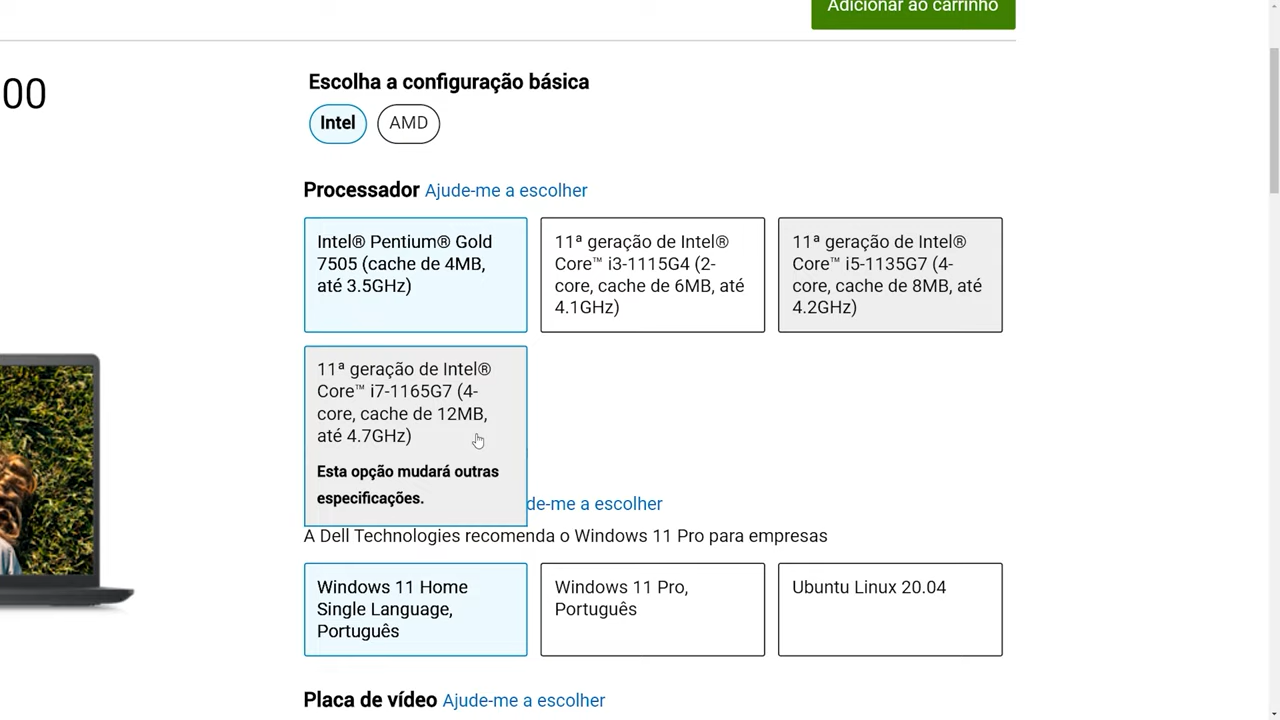 Adicionar ao carrinho
00
Escolha a configuração básica
Intel
AMD
Processador Ajude-me a escolher
Intel® Pentium® Gold
7505 (cache de 4MB,
até 3.5GHz)
11ª geração de Intel®
Core™ i3-1115G4 (2-
core, cache de 6MB, até
4.1GHz)
11ª geração de Intel®
Core™ i5-1135G7 (4-
core, cache de 8MB, até
4.2GHz)
11ª geração de Intel®
Core™ i7-1165G7 (4-
core, cache de 12MB,
até 4.7GHz)
Esta opção mudará outras
especificações.
de-me a escolher
A Dell Technologies recomenda o Windows 11 Pro para empresas
Windows 11 Home
Single Language,
Português
Windows 11 Pro,
Português
Ubuntu Linux 20.04
Placa de vídeo Ajude-me a escolher